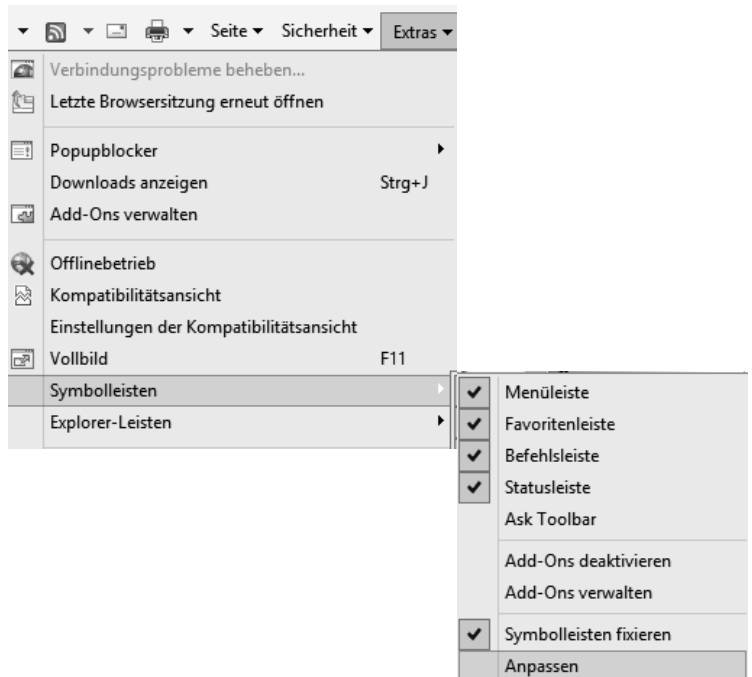 Seite Sicherheit Extras
Verbindungsprobleme beheben...
Letzte Browsersitzung erneut öffnen
Popupblocker
Downloads anzeigen Strg+J
Add-Ons verwalten
Offlinebetrieb
Kompatibilitätsansicht
Einstellungen der Kompatibilitätsansicht
Vollbild F11
Symbolleisten
Explorer-Leisten
Menüleiste
Favoritenleiste
Befehlsleiste
Statusleiste
Ask Toolbar
Add-Ons deaktivieren
Add-Ons verwalten
Symbolleisten fixieren
Anpassen